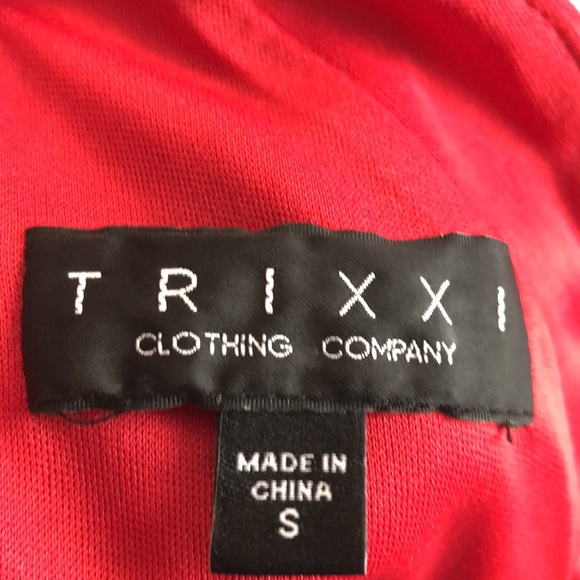 TRIXXI
CLOTHING COMPANY
MADE IN
CHINA
S